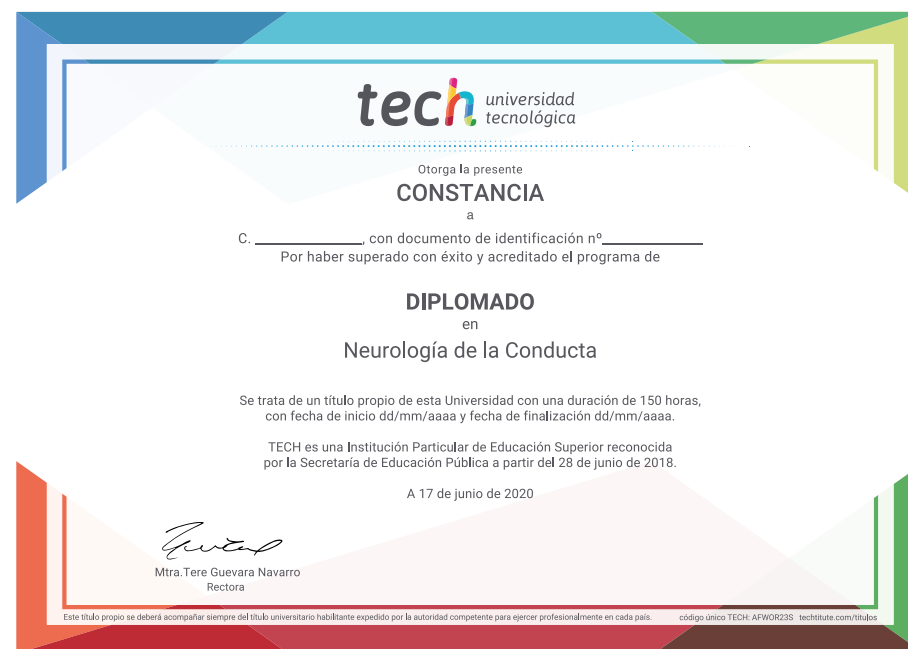 tech universidad
tecnológica
Otorga la presente
CONSTANCIA
a
C. ______________, con documento de identificación nº_____________
Por haber superado con éxito y acreditado el programa de
DIPLOMADO
en
Neurología de la Conducta
Se trata de un título propio de esta Universidad con una duración de 150 horas,
con fecha de inicio dd/mm/aaaa y fecha de finalización dd/mm/aaaa.
TECH es una Institución Particular de Educación Superior reconocida
por la Secretaría de Educación Pública a partir del 28 de junio de 2018.
A 17 de junio de 2020
Mtra.Tere Guevara Navarro
Rectora
Este título propio se deberá acompañar siempre del título universitario habilitante expedido por la autoridad competente para ejercer profesionalmente en cada país. código único TECH: AFWOR23S techtitute.com/titulos